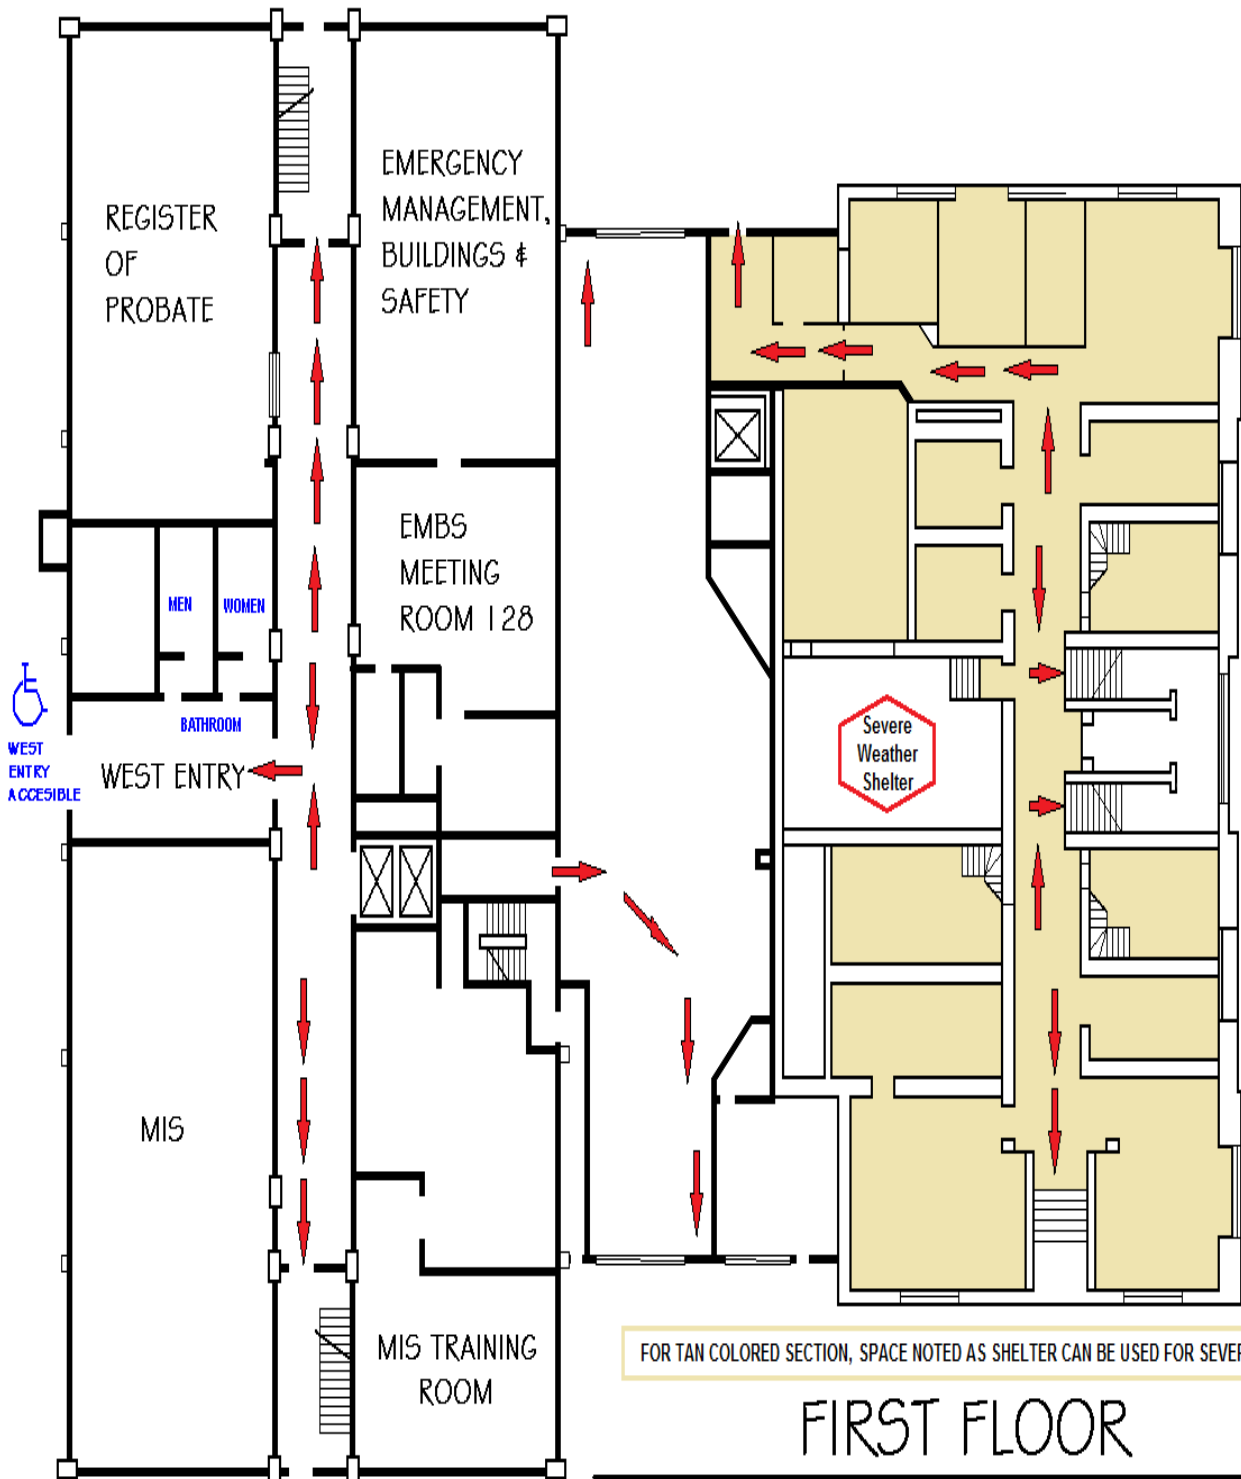 REGISTER
OF
PROBATE
EMERGENCY
MANAGEMENT,
BUILDINGS &
SAFETY
EMBS
MEETING
ROOM 128
MEN
WOMEN
BATHROOM
WEST
ENTRY
ACCESIBLE
WEST ENTRY
Severe
Weather
Shelter
MIS
MIS TRAINING
ROOM
FOR TAN COLORED SECTION, SPACE NOTED AS SHELTER CAN BE USED FOR SEVER
FIRST FLOOR